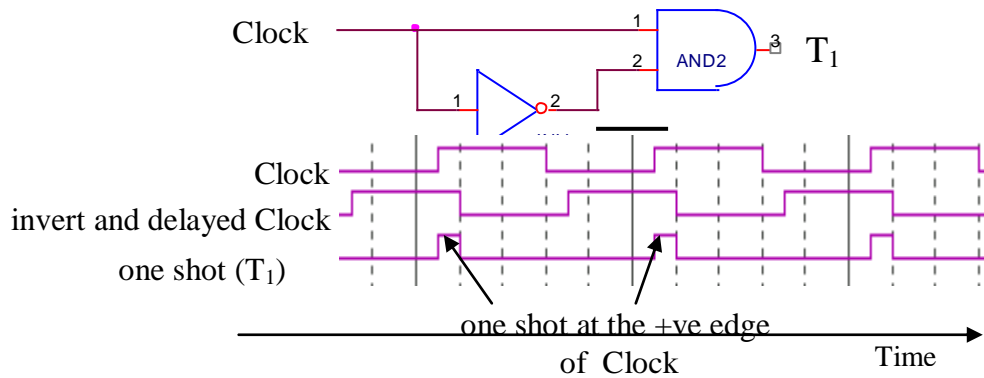 1
3
Clock
T₁
2
AND2
1
2
Clock
invert and delayed Clock
one shot (T₁)
one shot at the +ve edge
of Clock
Time